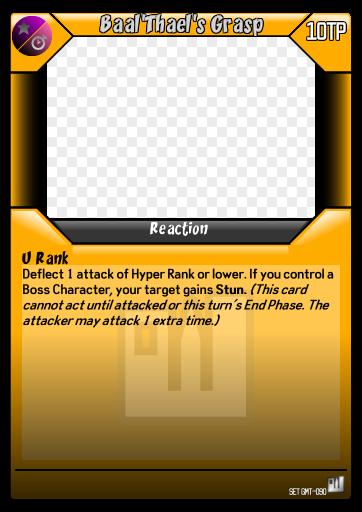 Baal'Thael's Grasp
10TP
Reaction
U Rank
Deflect 1 attack of Hyper Rank or lower. If you control a
Boss Character, your target gains Stun. (This card
cannot act until attacked or this turn's End Phase. The
attacker may attack 1 extra time.)
SET GMT-090